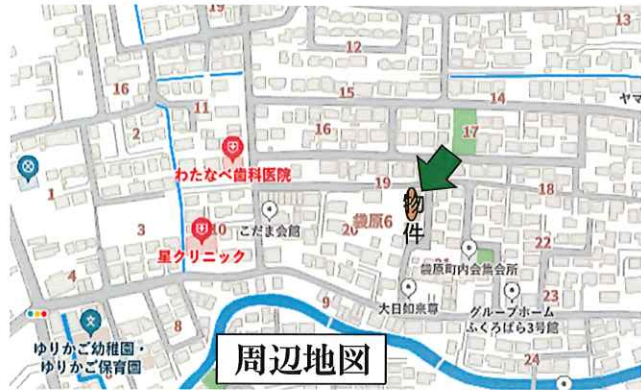 19
13
12
16
15
14
11
ヤマ
2
16
17
わたなべ歯科医院
1
19
18
物件
3
こだま会館
袋原6
20
10
22
星クリニック
袋原町内会集会所
4
大日如来尊
グループホーム
ふくろばら3号館
23
9
8
ゆりかご幼稚園・
ゆりかご保育園
周辺地図
24